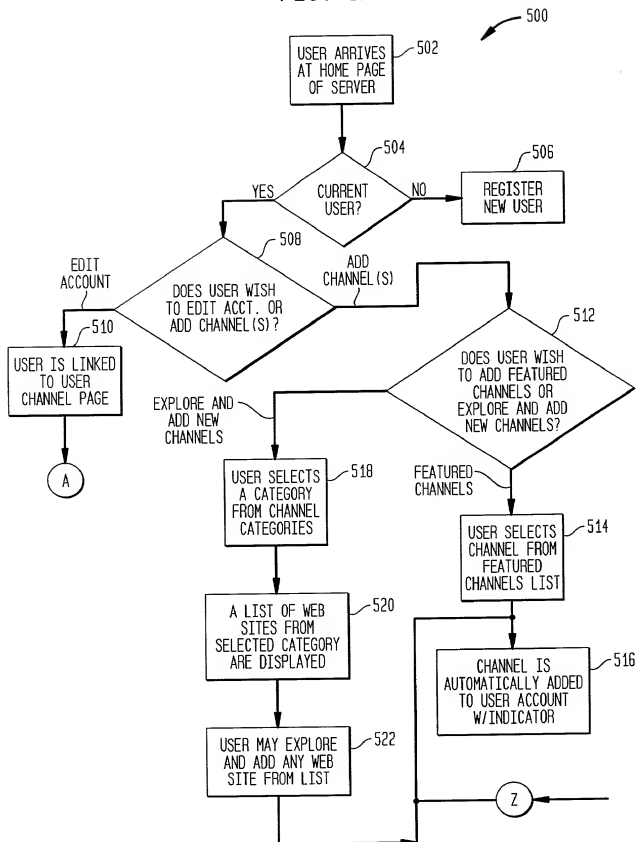 500
USER ARRIVES
AT HOME PAGE
OF SERVER
502
504
CURRENT
USER?
YES
NO
506
REGISTER
NEW USER
508
DOES USER WISH
TO EDIT ACCT. OR
ADD CHANNEL(S)?
EDIT
ACCOUNT
ADD
CHANNEL(S)
510
USER IS LINKED
TO USER
CHANNEL PAGE
A
512
DOES USER WISH
TO ADD FEATURED
CHANNELS OR
EXPLORE AND ADD
NEW CHANNELS?
EXPLORE AND
ADD NEW
CHANNELS
FEATURED
CHANNELS
518
USER SELECTS
A CATEGORY
FROM CHANNEL
CATEGORIES
514
USER SELECTS
CHANNEL FROM
FEATURED
CHANNELS LIST
520
A LIST OF WEB
SITES FROM
SELECTED CATEGORY
ARE DISPLAYED
516
CHANNEL IS
AUTOMATICALLY ADDED
TO USER ACCOUNT
W/INDICATOR
522
USER MAY EXPLORE
AND ADD ANY WEB
SITE FROM LIST
Z